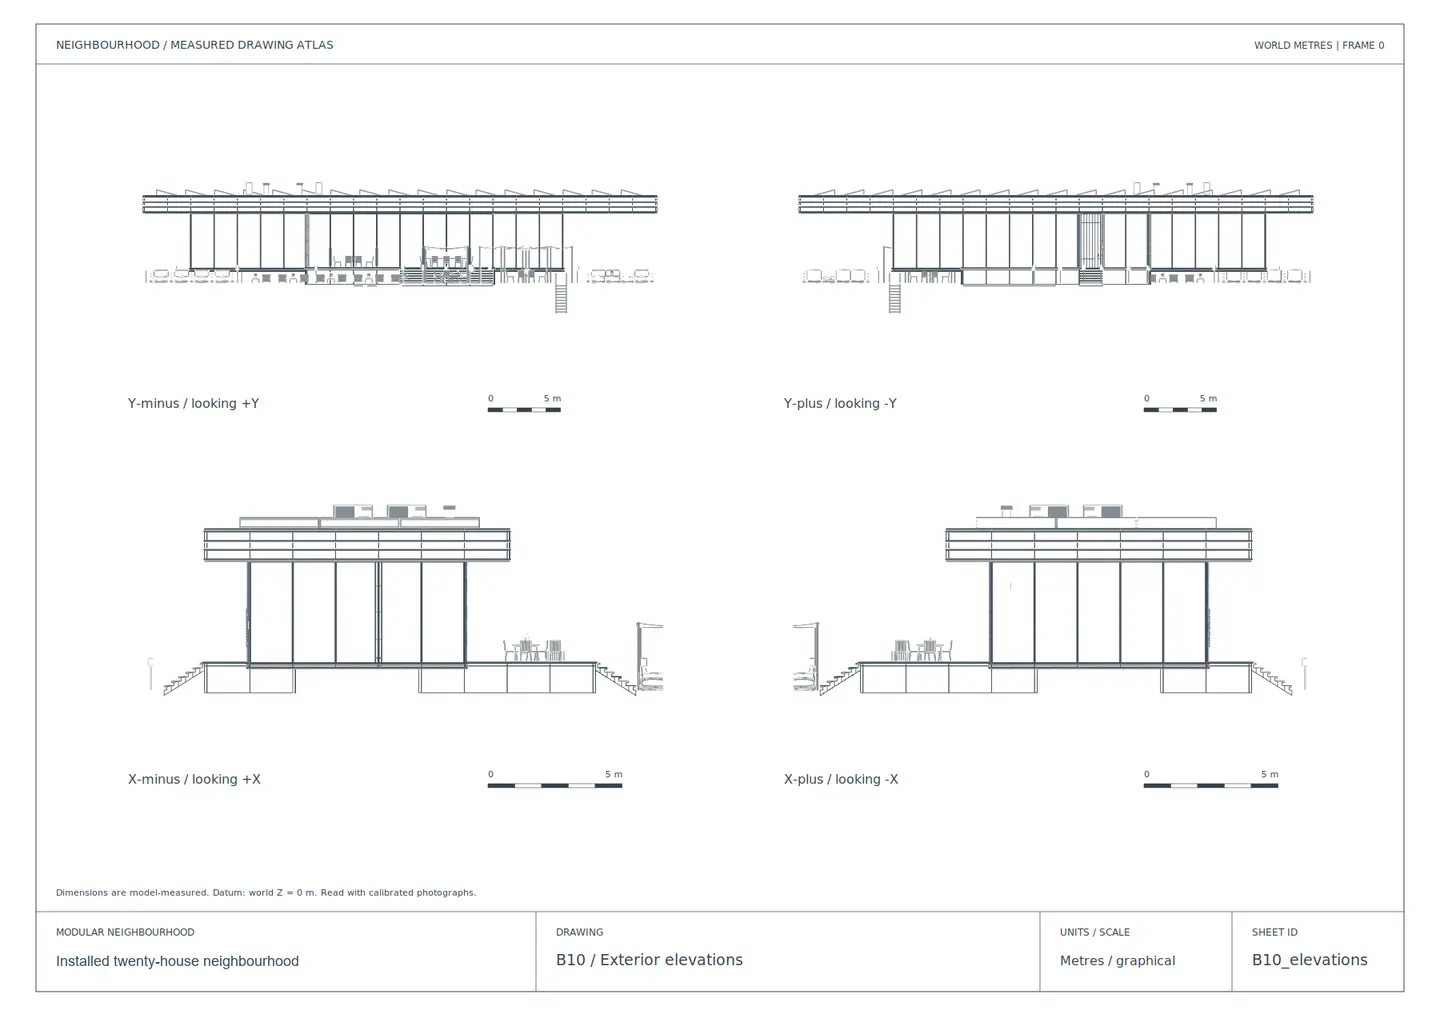 NEIGHBOURHOOD / MEASURED DRAWING ATLAS
WORLD METRES | FRAME 0
Y-minus / looking +Y
0 5 m
Y-plus / looking -Y
0 5 m
X-minus / looking +X
0 5 m
X-plus / looking -X
0 5 m
Dimensions are model-measured. Datum: world Z = 0 m. Read with calibrated photographs.
MODULAR NEIGHBOURHOOD
Installed twenty-house neighbourhood
DRAWING
B10 / Exterior elevations
UNITS / SCALE
Metres / graphical
SHEET ID
B10_elevations